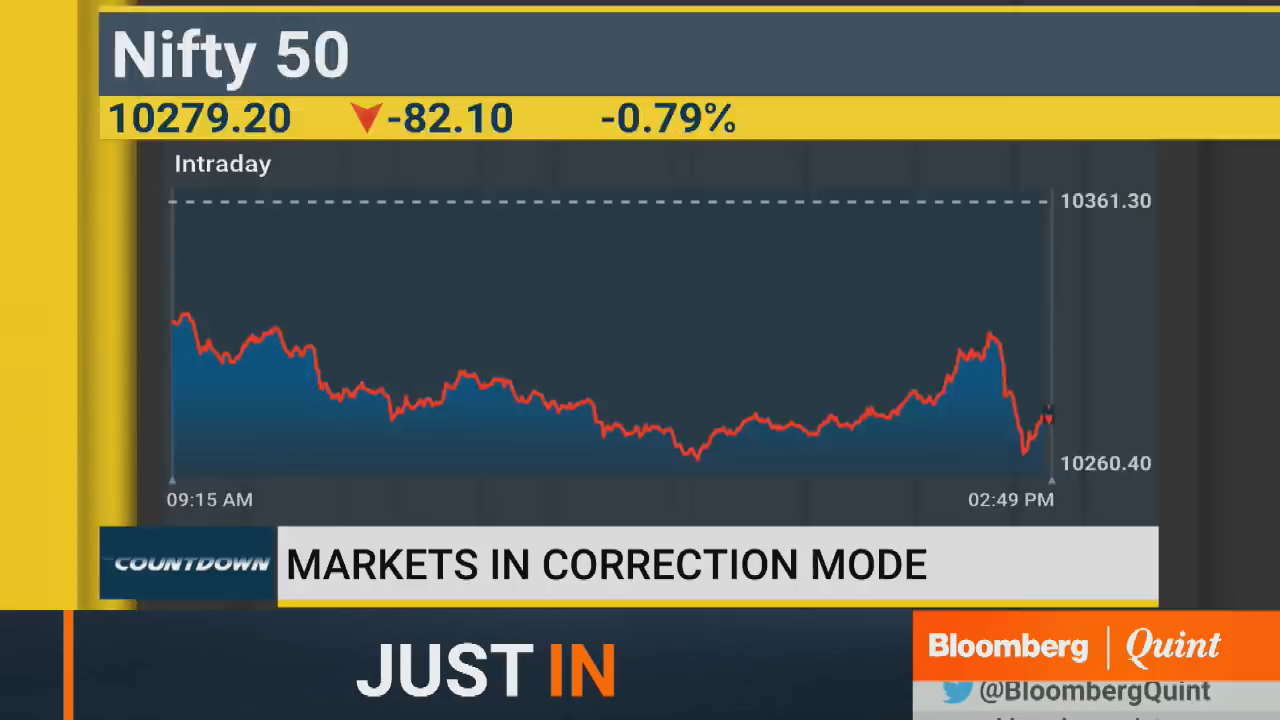 Nifty 50
10279.20 -82.10 -0.79%
Intraday
10361.30
10260.40
09:15 AM 02:49 PM
COUNTDOWN MARKETS IN CORRECTION MODE
JUST IN
Bloomberg | Quint
@BloombergQuint